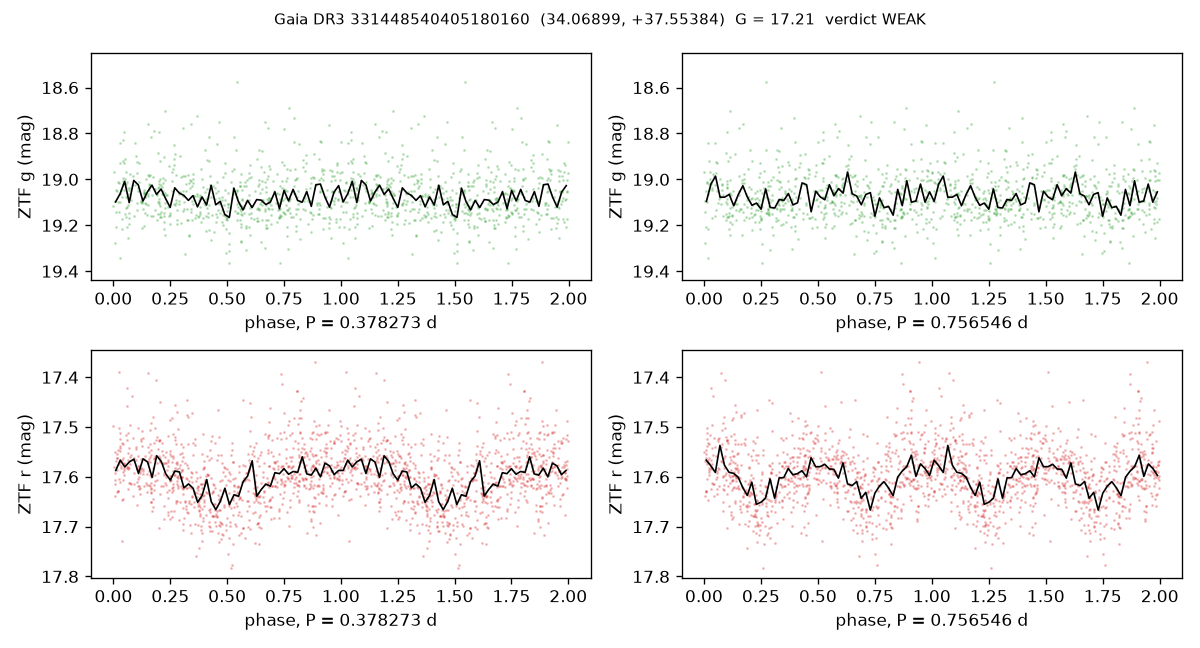 Gaia DR3 331448540405180160 (34.06899, +37.55384) G = 17.21 verdict WEAK
ZTF g (mag)
18.6
18.8
19.0
19.2
19.4
0.00 0.25 0.50 0.75 1.00 1.25 1.50 1.75 2.00
phase, P = 0.378273 d
ZTF g (mag)
18.6
18.8
19.0
19.2
19.4
0.00 0.25 0.50 0.75 1.00 1.25 1.50 1.75 2.00
phase, P = 0.756546 d
ZTF r (mag)
17.4
17.5
17.6
17.7
17.8
0.00 0.25 0.50 0.75 1.00 1.25 1.50 1.75 2.00
phase, P = 0.378273 d
ZTF r (mag)
17.4
17.5
17.6
17.7
17.8
0.00 0.25 0.50 0.75 1.00 1.25 1.50 1.75 2.00
phase, P = 0.756546 d